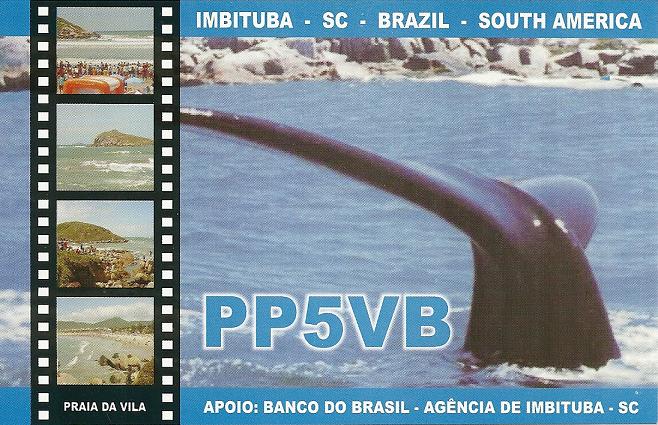 IMBITUBA - SC - BRAZIL - SOUTH AMERICA
PP5VB
PRAIA DA VILA
APOIO: BANCO DO BRASIL - AGÊNCIA DE IMBITUBA - SC